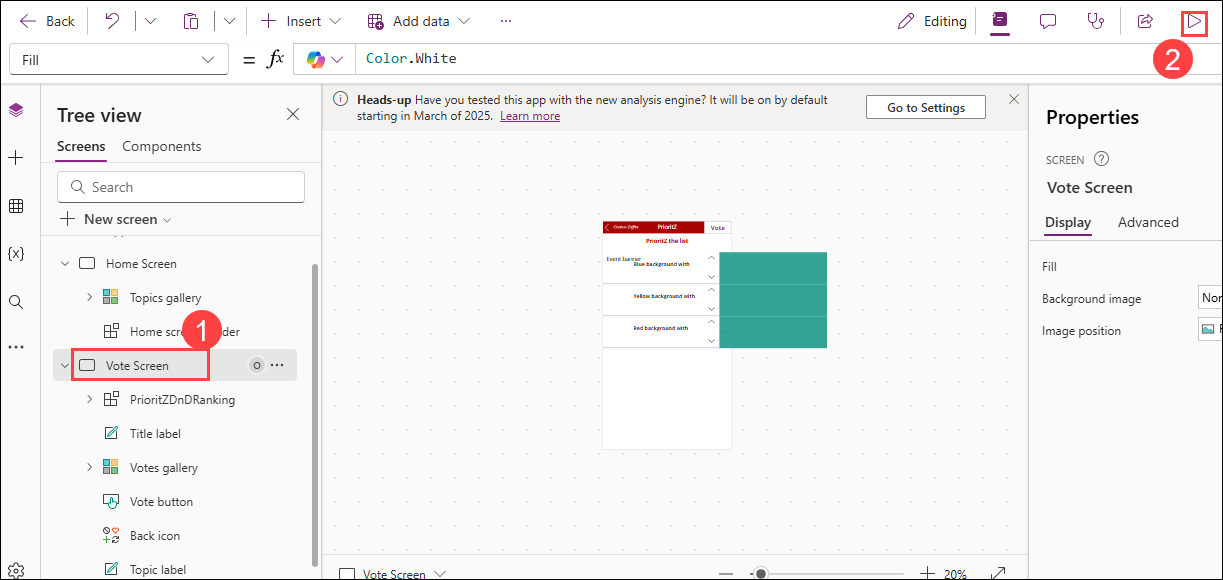 Back
Insert
Add data
...
Editing
2
Fill
= fx
Color.White
Tree view
Screens
Components
Search
New screen
Home Screen
Topics gallery
Home scr
der
1
Vote Screen
PrioritZDnDRanking
Title label
Votes gallery
Vote button
Back icon
Topic label
Heads-up Have you tested this app with the new analysis engine? It will be on by default
starting in March of 2025. Learn more
Go to Settings
PrioritZ
Vote
PrioritZ the list
Event banner
Blue background with
Yellow background with
Red background with
Vote Screen
20%
Properties
SCREEN
Vote Screen
Display
Advanced
Fill
Background image
Non
Image position